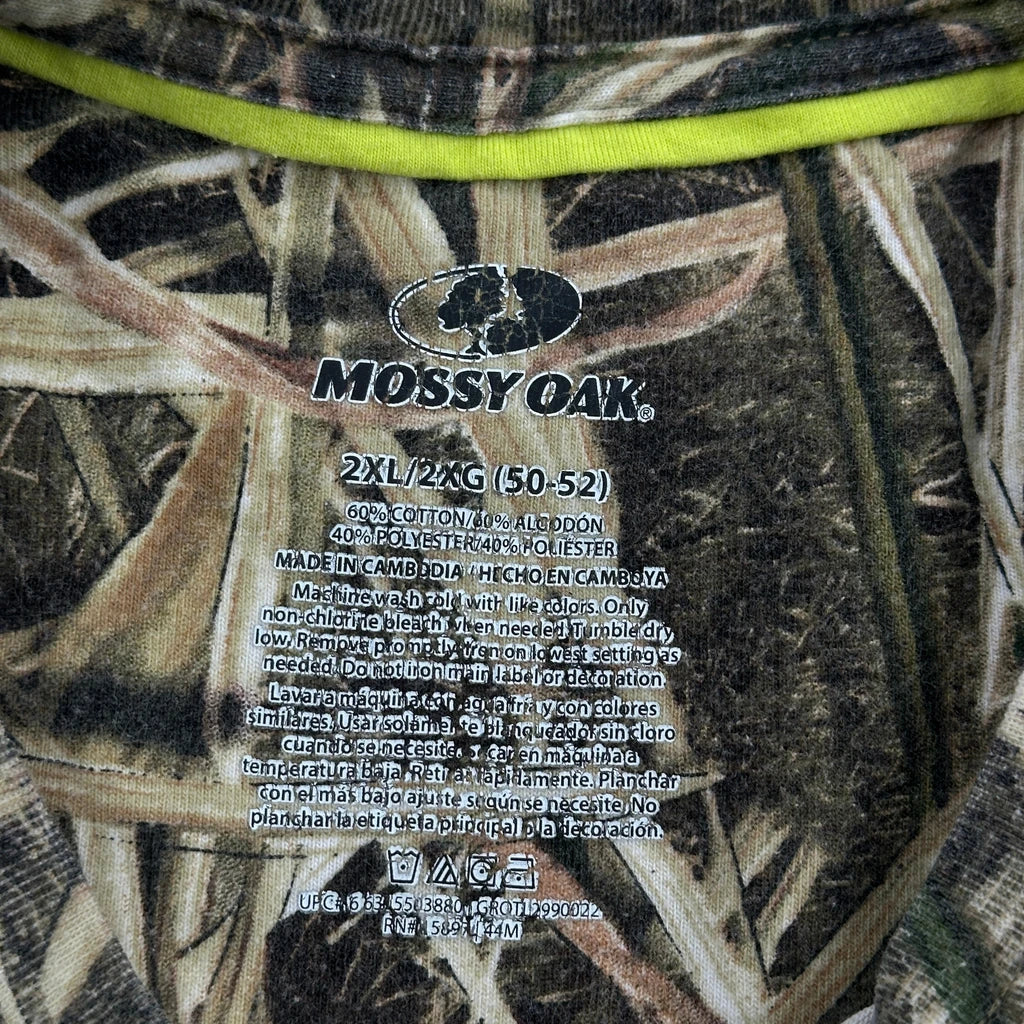 MOSSY OAK®
2XL/2XG (50-52)
60% COTTON/60% ALGODÓN
40% POLYESTER/40% POLIÉSTER
MADE IN CAMBODIA / HECHO EN CAMBOYA
Machine wash cold with like colors. Only
non-chlorine bleach when needed. Tumble dry
low. Remove promptly. Iron on lowest setting as
needed. Do not iron main label or decoration
Lavar a máquina con agua fría y con colores
similares. Usar solamente blanqueador sin cloro
cuando se necesite. Secar en máquina a
temperatura baja. Retirar rápidamente. Planchar
con el más bajo ajuste según se necesite. No
planchar la etiqueta principal o la decoración.
UPC#
RN# 44M